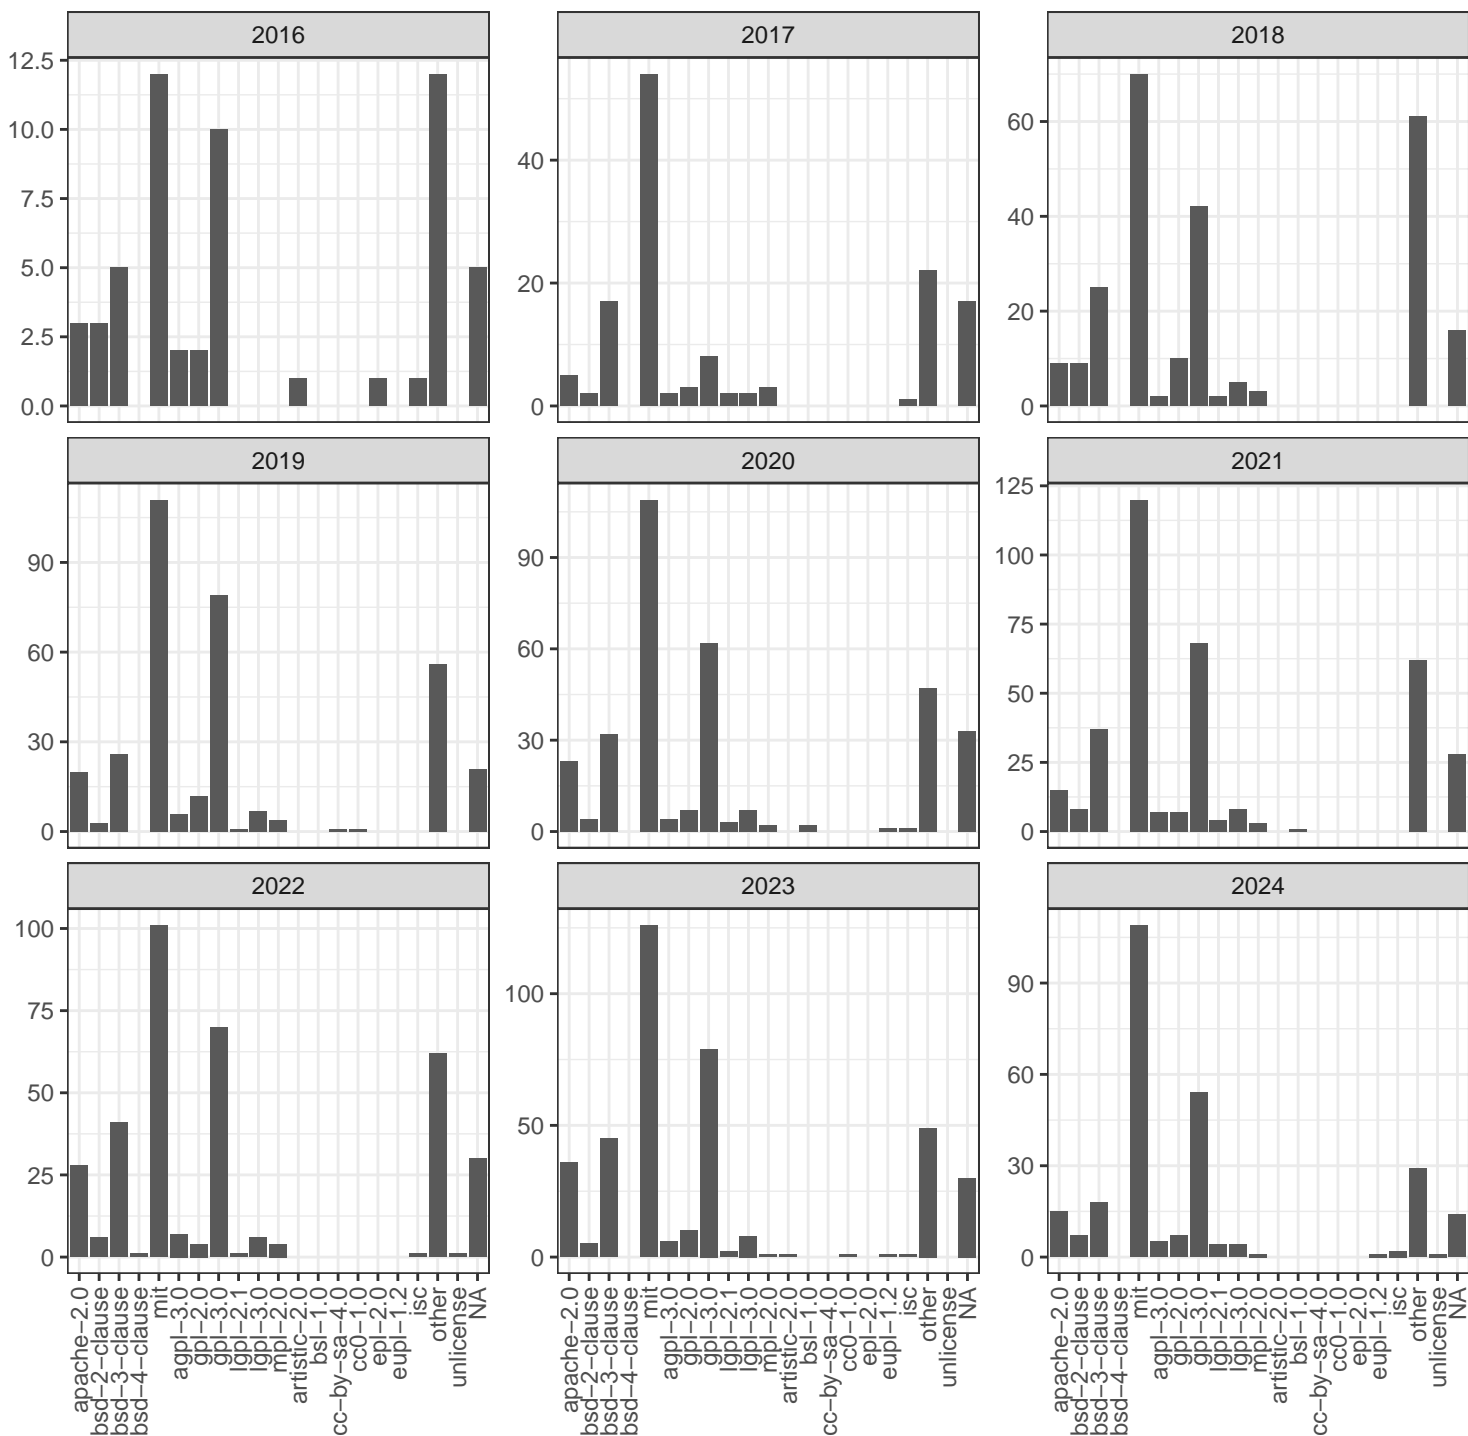 2016
2017
2018
12.5
10.0
7.5
5.0
2.5
0.0
40
20
0
60
40
20
0
2019
2020
2021
90
60
30
0
90
60
30
0
125
100
75
50
25
0
2022
2023
2024
100
75
50
25
0
100
50
0
90
60
30
0
apache−2.0
bsd−2−clause
bsd−3−clause
bsd−4−clause
mit
agpl−3.0
gpl−2.0
gpl−3.0
lgpl−2.1
lgpl−3.0
mpl−2.0
artistic−2.0
bsl−1.0
cc−by−sa−4.0
cc0−1.0
epl−2.0
eupl−1.2
isc
other
unlicense
NA
apache−2.0
bsd−2−clause
bsd−3−clause
bsd−4−clause
mit
agpl−3.0
gpl−2.0
gpl−3.0
lgpl−2.1
lgpl−3.0
mpl−2.0
artistic−2.0
bsl−1.0
cc−by−sa−4.0
cc0−1.0
epl−2.0
eupl−1.2
isc
other
unlicense
NA
apache−2.0
bsd−2−clause
bsd−3−clause
bsd−4−clause
mit
agpl−3.0
gpl−2.0
gpl−3.0
lgpl−2.1
lgpl−3.0
mpl−2.0
artistic−2.0
bsl−1.0
cc−by−sa−4.0
cc0−1.0
epl−2.0
eupl−1.2
isc
other
unlicense
NA